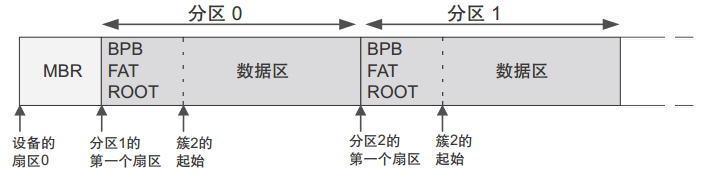 分区 0
分区 1
MBR
BPB
FAT
ROOT
数据区
BPB
FAT
ROOT
数据区
设备的
扇区0
分区1的
第一个扇区
簇2的
起始
分区2的
第一个扇区
簇2的
起始